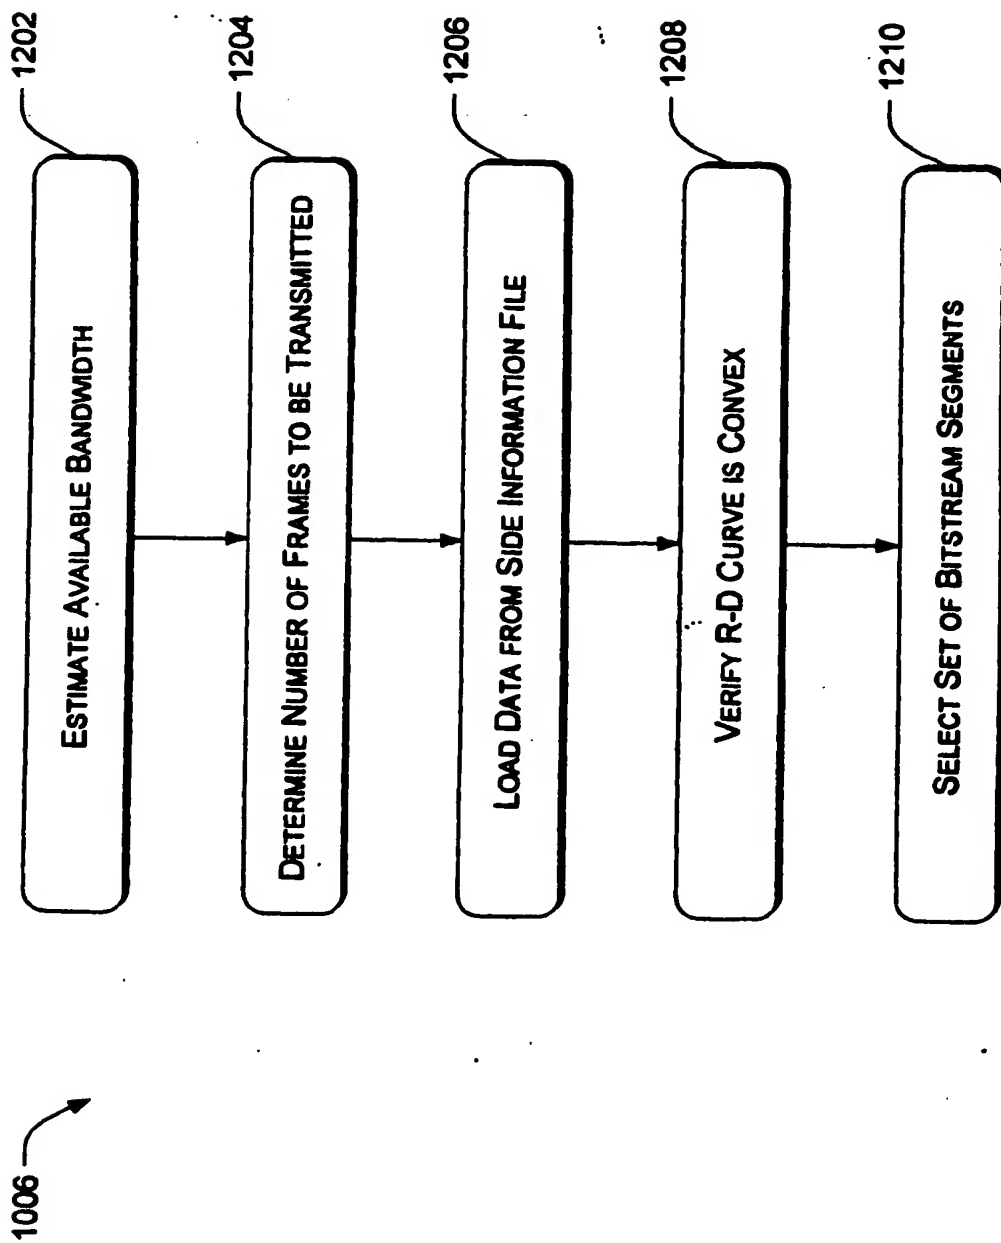 1006
ESTIMATE AVAILABLE BANDWIDTH
1202
DETERMINE NUMBER OF FRAMES TO BE TRANSMITTED
1204
LOAD DATA FROM SIDE INFORMATION FILE
1206
VERIFY R-D CURVE IS CONVEX
1208
SELECT SET OF BITSTREAM SEGMENTS
1210